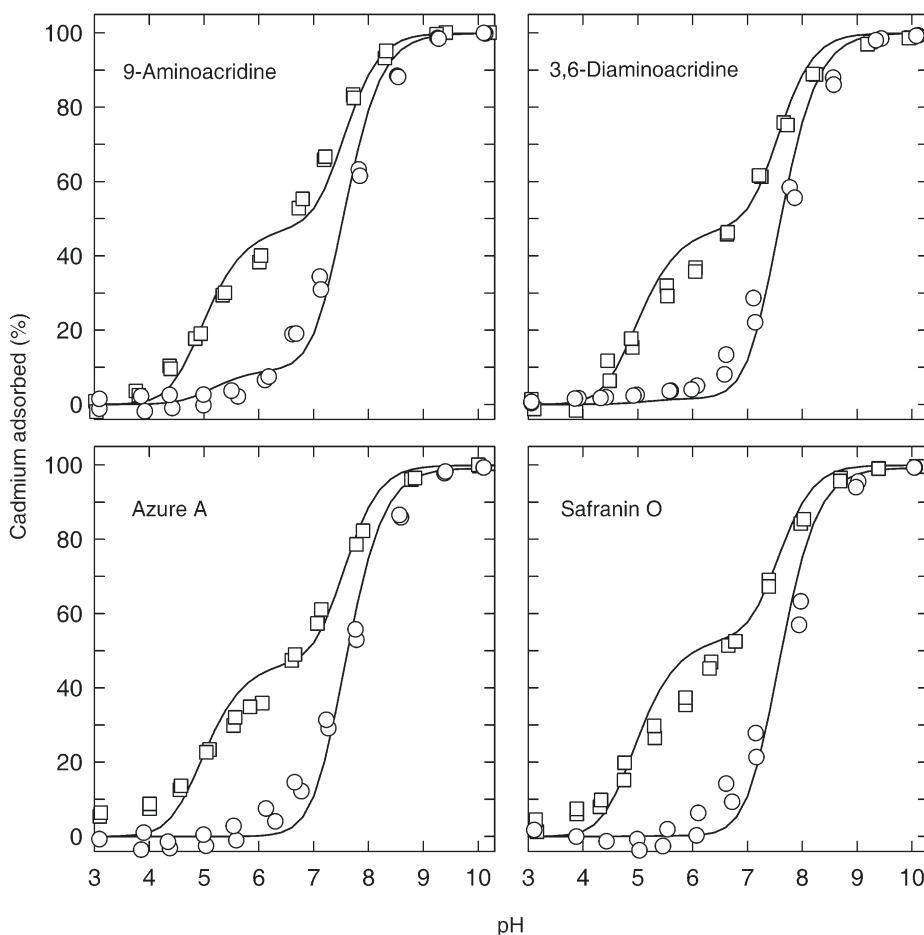 100
80
60
40
20
0
9-Aminoacridine
3,6-Diaminoacridine
Cadmium adsorbed (%)
100
80
60
40
20
0
Azure A
Safranin O
3 4 5 6 7 8 9 10
3 4 5 6 7 8 9 10
pH